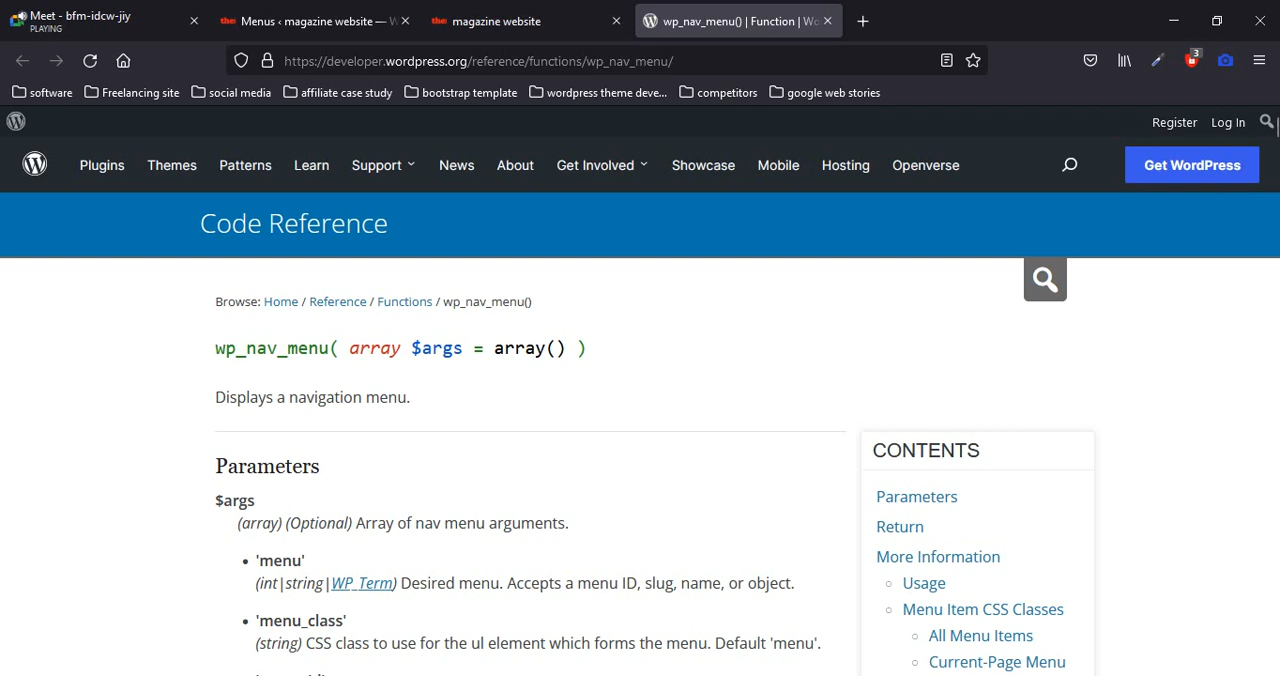 Meet - bfm-idcw-jiy
PLAYING
the: Menus ‹ magazine website — W
the: magazine website
wp_nav_menu() | Function | Wo
https://developer.wordpress.org/reference/functions/wp_nav_menu/
3
software Freelancing site social media affiliate case study bootstrap template wordpress theme deve... competitors google web stories
Register Log In
Plugins Themes Patterns Learn Support News About Get Involved Showcase Mobile Hosting Openverse Get WordPress
Code Reference
Browse: Home / Reference / Functions / wp_nav_menu()
wp_nav_menu( array $args = array() )
Displays a navigation menu.
Parameters
$args
(array) (Optional) Array of nav menu arguments.
• 'menu'
(int|string|WP_Term) Desired menu. Accepts a menu ID, slug, name, or object.
• 'menu_class'
(string) CSS class to use for the ul element which forms the menu. Default 'menu'.
CONTENTS
Parameters
Return
More Information
Usage
Menu Item CSS Classes
All Menu Items
Current-Page Menu